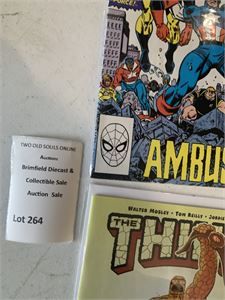 TWO OLD SOULS ONLINE
Auctions
Brimfield Diecast &
Collectible Sale
Auction Sale
Lot 264
AMBUS
WALTER MOSLEY • TOM REILLY • JORDIE
THE THI